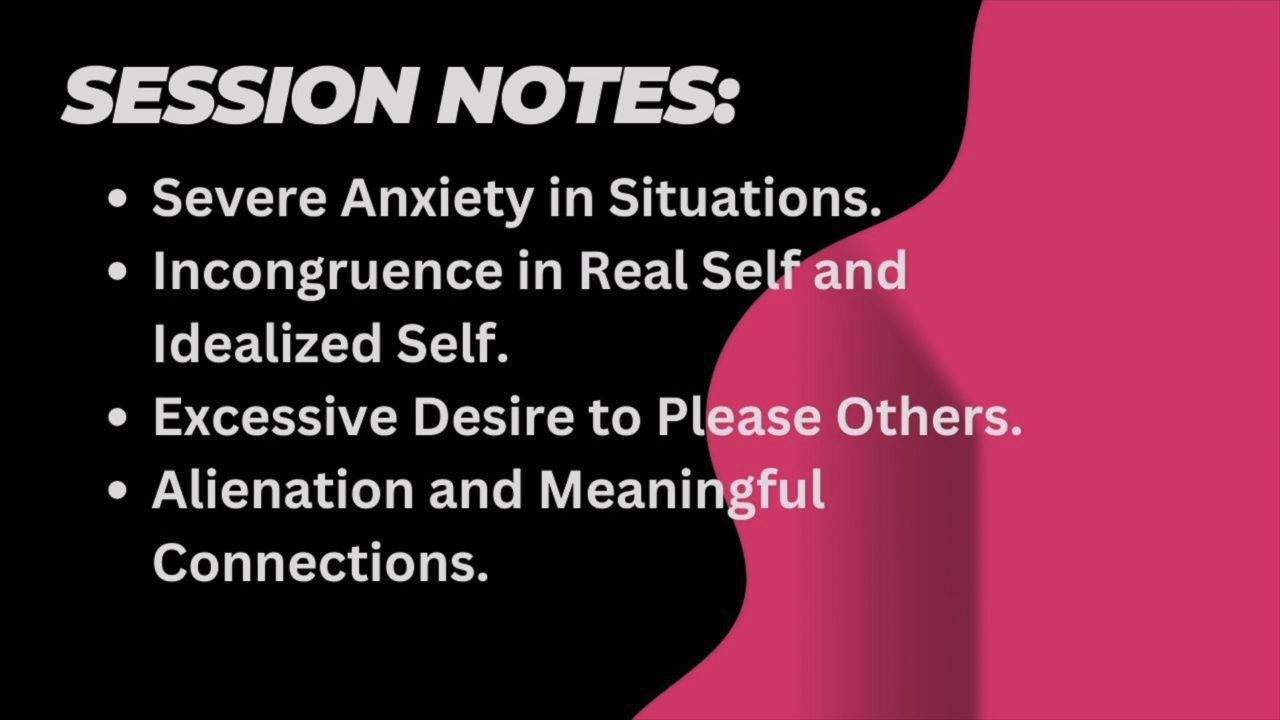 SESSION NOTES:
• Severe Anxiety in Situations.
• Incongruence in Real Self and
Idealized Self.
• Excessive Desire to Please Others.
• Alienation and Meaningful
Connections.